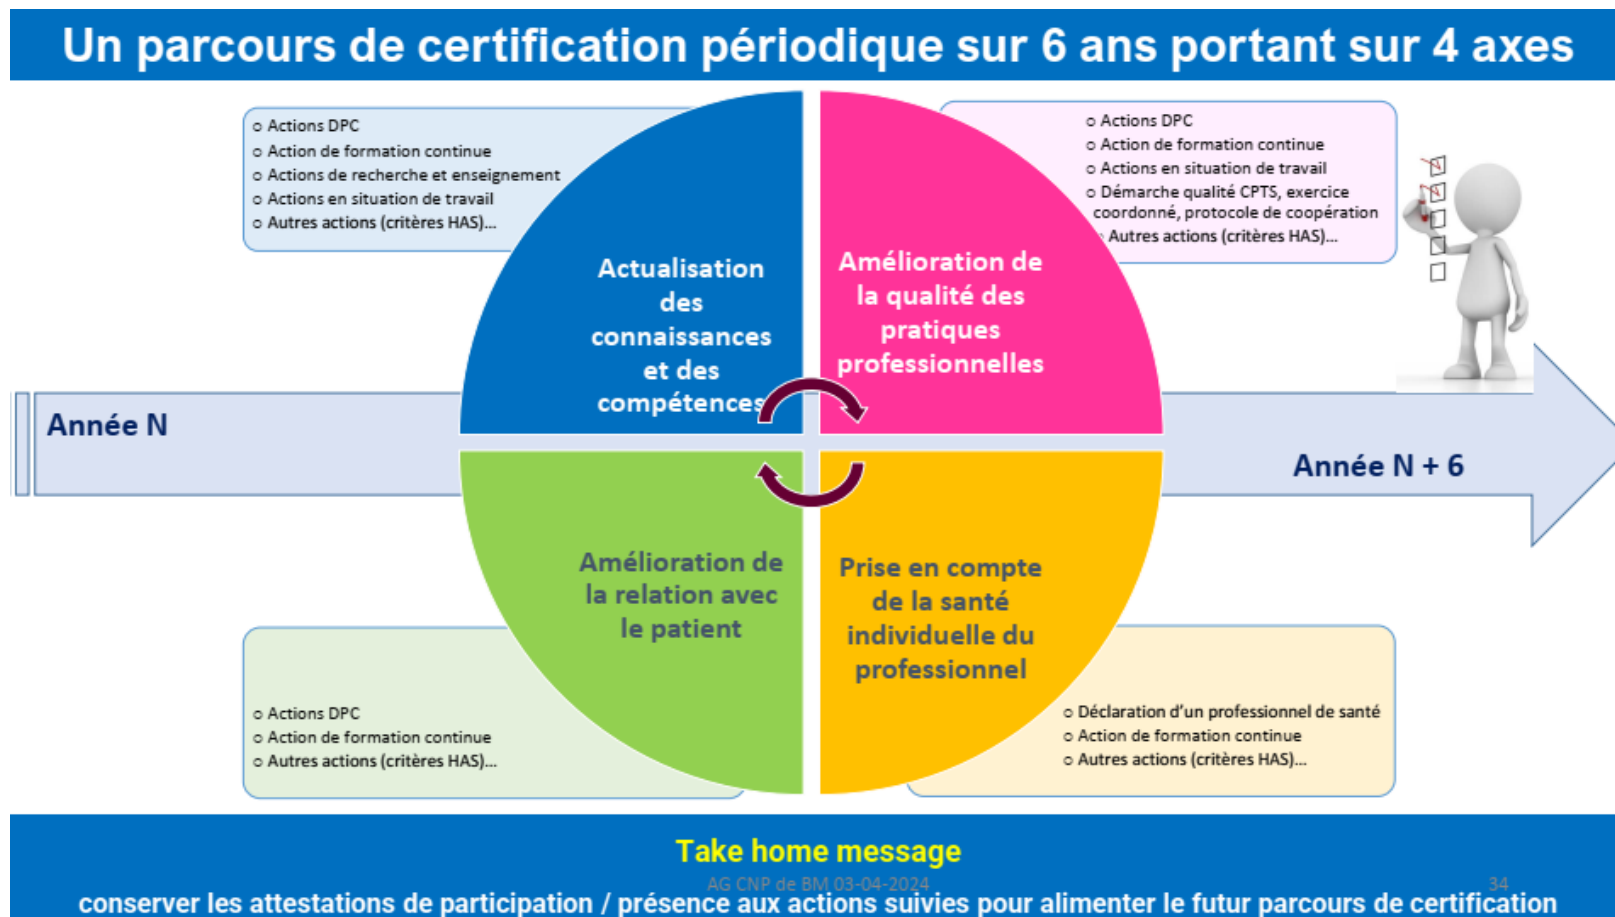 Un parcours de certification périodique sur 6 ans portant sur 4 axes
o Actions DPC
o Action de formation continue
o Actions de recherche et enseignement
o Actions en situation de travail
o Autres actions (critères HAS)...
Actualisation
des
connaissances
et des
compétences
o Actions DPC
o Action de formation continue
o Actions en situation de travail
o Démarche qualité CPTS, exercice
coordonné, protocole de coopération
o Autres actions (critères HAS)...
Amélioration de
la qualité des
pratiques
professionnelles
Année N
Année N + 6
Amélioration de
la relation avec
le patient
o Actions DPC
o Action de formation continue
o Autres actions (critères HAS)...
Prise en compte
de la santé
individuelle du
professionnel
o Déclaration d’un professionnel de santé
o Action de formation continue
o Autres actions (critères HAS)...
Take home message
AG CNP de BM 03-04-2024
34
conserver les attestations de participation / présence aux actions suivies pour alimenter le futur parcours de certification